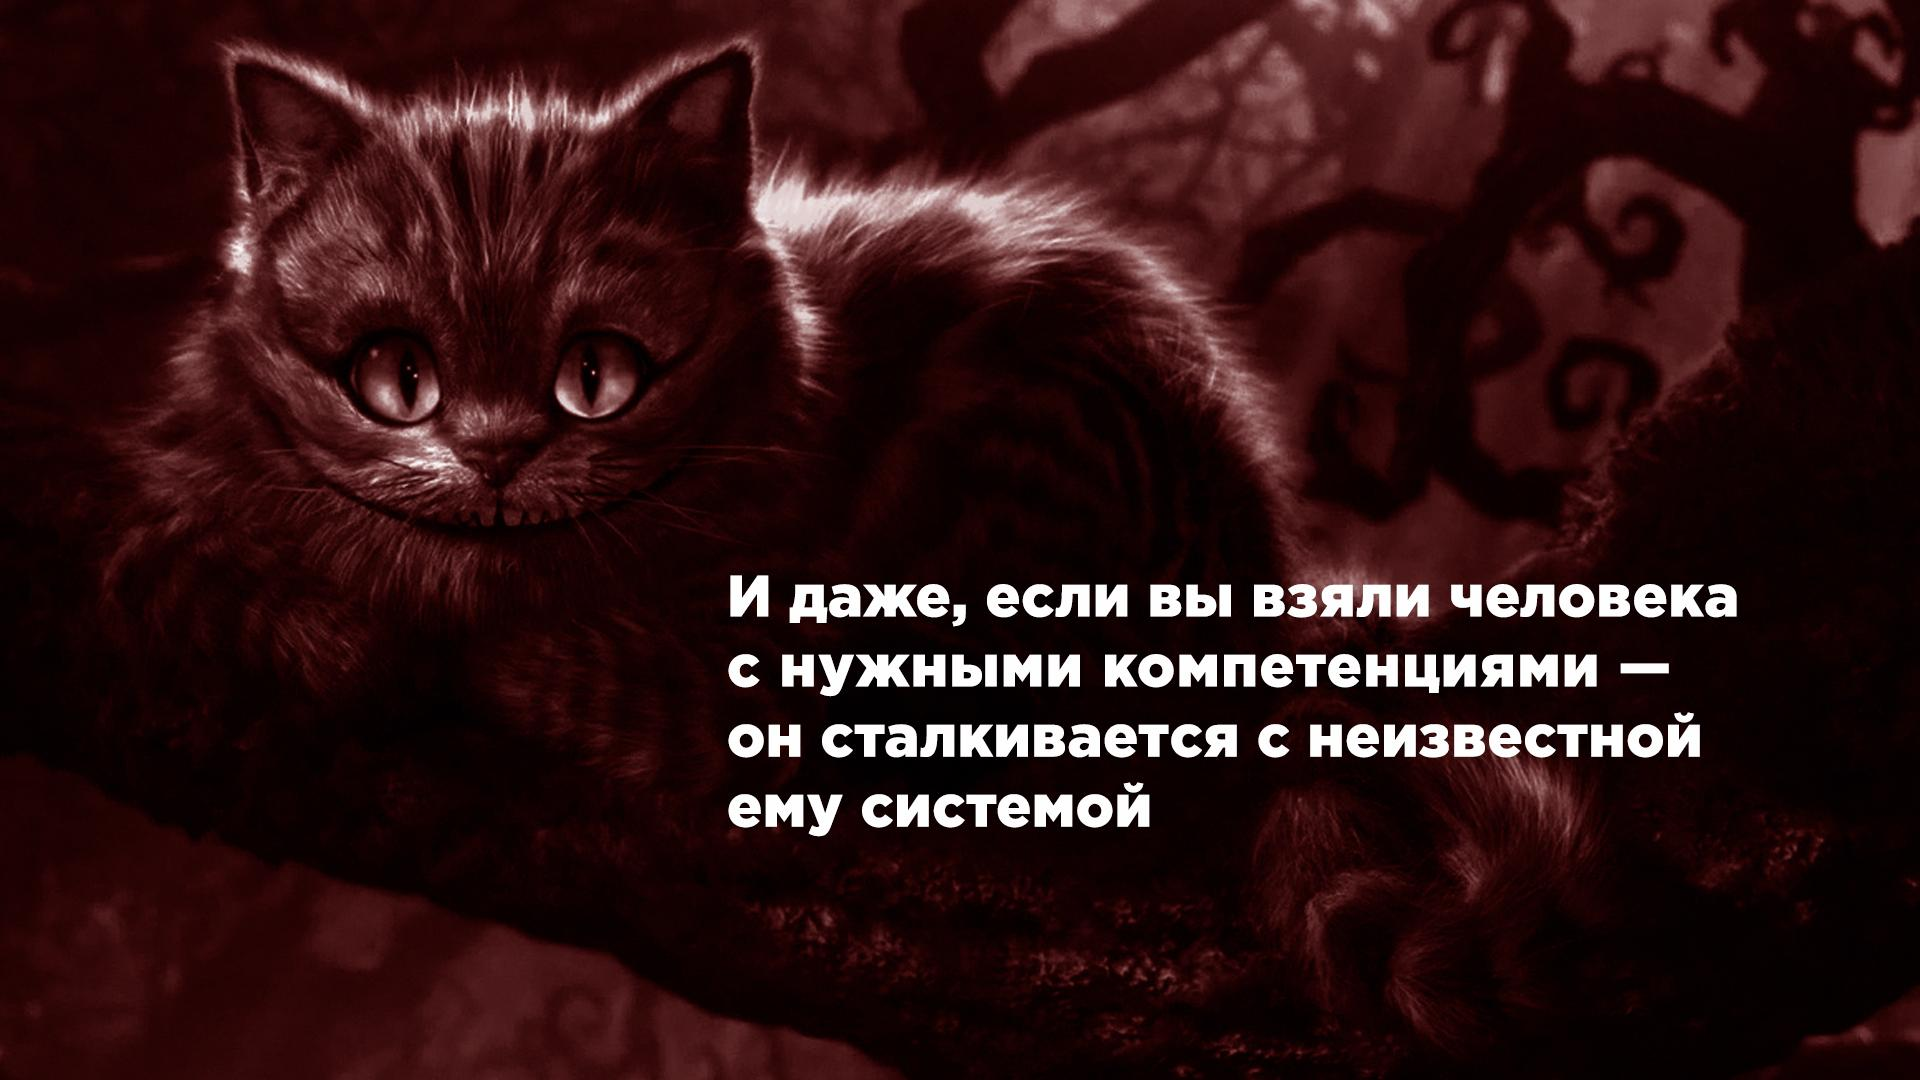 И даже, если вы взяли человека
с нужными компетенциями —
он сталкивается с неизвестной
ему системой